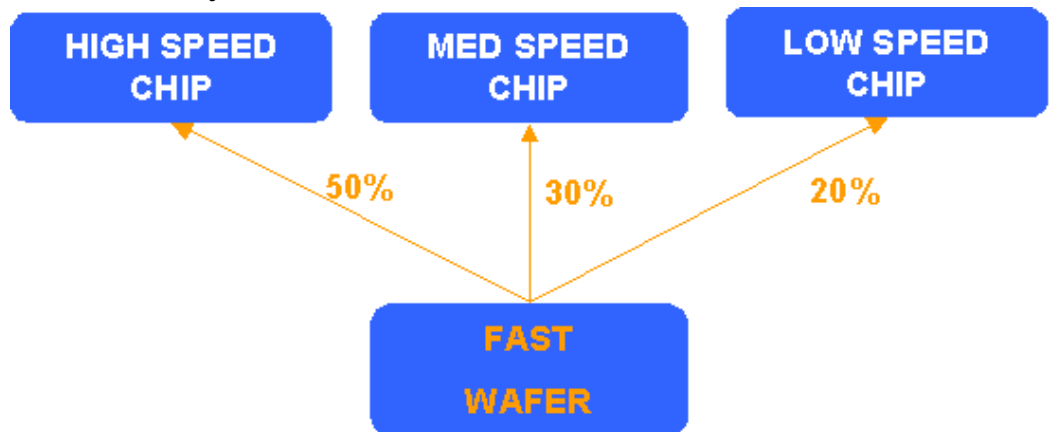 HIGH SPEED
CHIP
MED SPEED
CHIP
LOW SPEED
CHIP
50%
30%
20%
FAST
WAFER